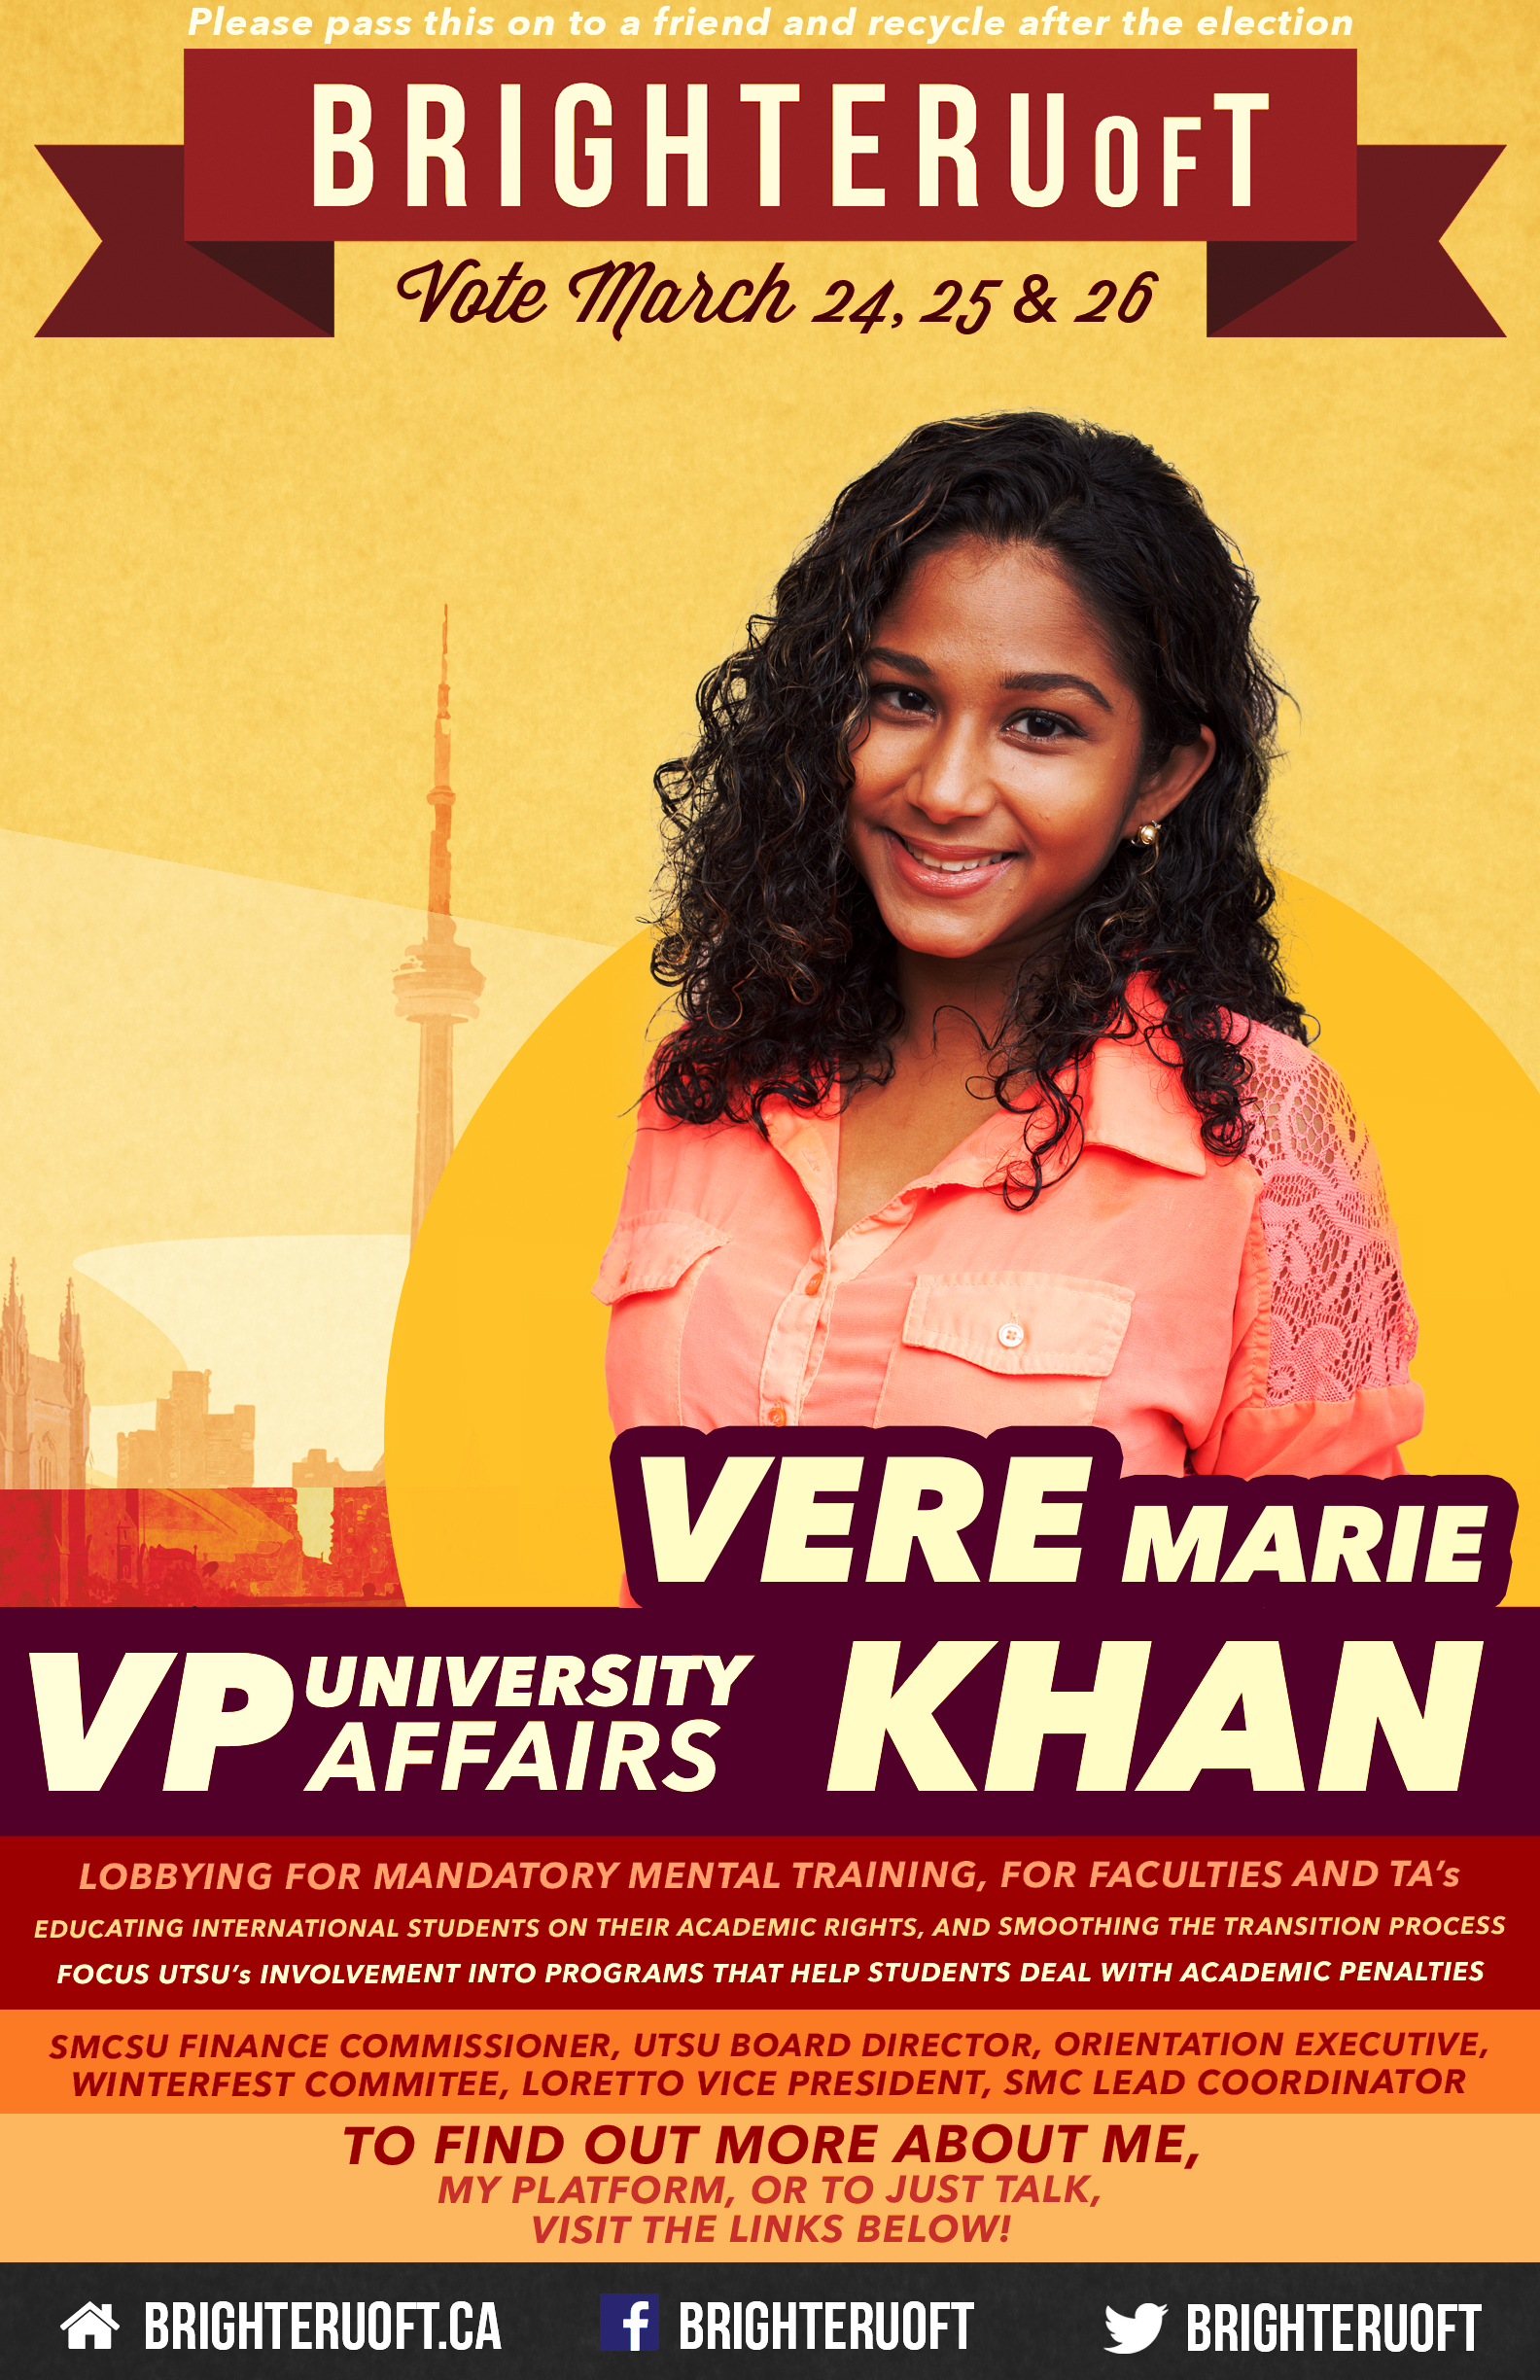 Please pass this on to a friend and recycle after the election
BRIGHTERUOFT
Vote March 24, 25 & 26
VERE MARIE
KHAN
VP UNIVERSITY
AFFAIRS
LOBBYING FOR MANDATORY MENTAL TRAINING, FOR FACULTIES AND TA's
EDUCATING INTERNATIONAL STUDENTS ON THEIR ACADEMIC RIGHTS, AND SMOOTHING THE TRANSITION PROCESS
FOCUS UTSU's INVOLVEMENT INTO PROGRAMS THAT HELP STUDENTS DEAL WITH ACADEMIC PENALTIES
SMCSU FINANCE COMMISSIONER, UTSU BOARD DIRECTOR, ORIENTATION EXECUTIVE,
WINTERFEST COMMITEE, LORETTO VICE PRESIDENT, SMC LEAD COORDINATOR
TO FIND OUT MORE ABOUT ME,
MY PLATFORM, OR TO JUST TALK,
VISIT THE LINKS BELOW!
BRIGHTERUOFT.CA
f BRIGHTERUOFT
BRIGHTERUOFT